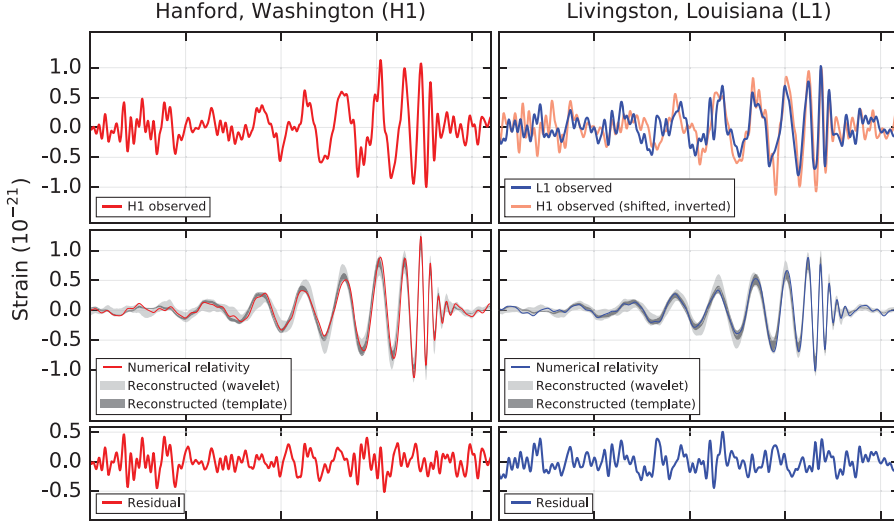 Hanford, Washington (H1)
Livingston, Louisiana (L1)
Strain (10⁻²¹)
1.0
0.5
0.0
-0.5
-1.0
H1 observed
L1 observed
H1 observed (shifted, inverted)
1.0
0.5
0.0
-0.5
-1.0
Numerical relativity
Reconstructed (wavelet)
Reconstructed (template)
Numerical relativity
Reconstructed (wavelet)
Reconstructed (template)
0.5
0.0
-0.5
Residual
Residual